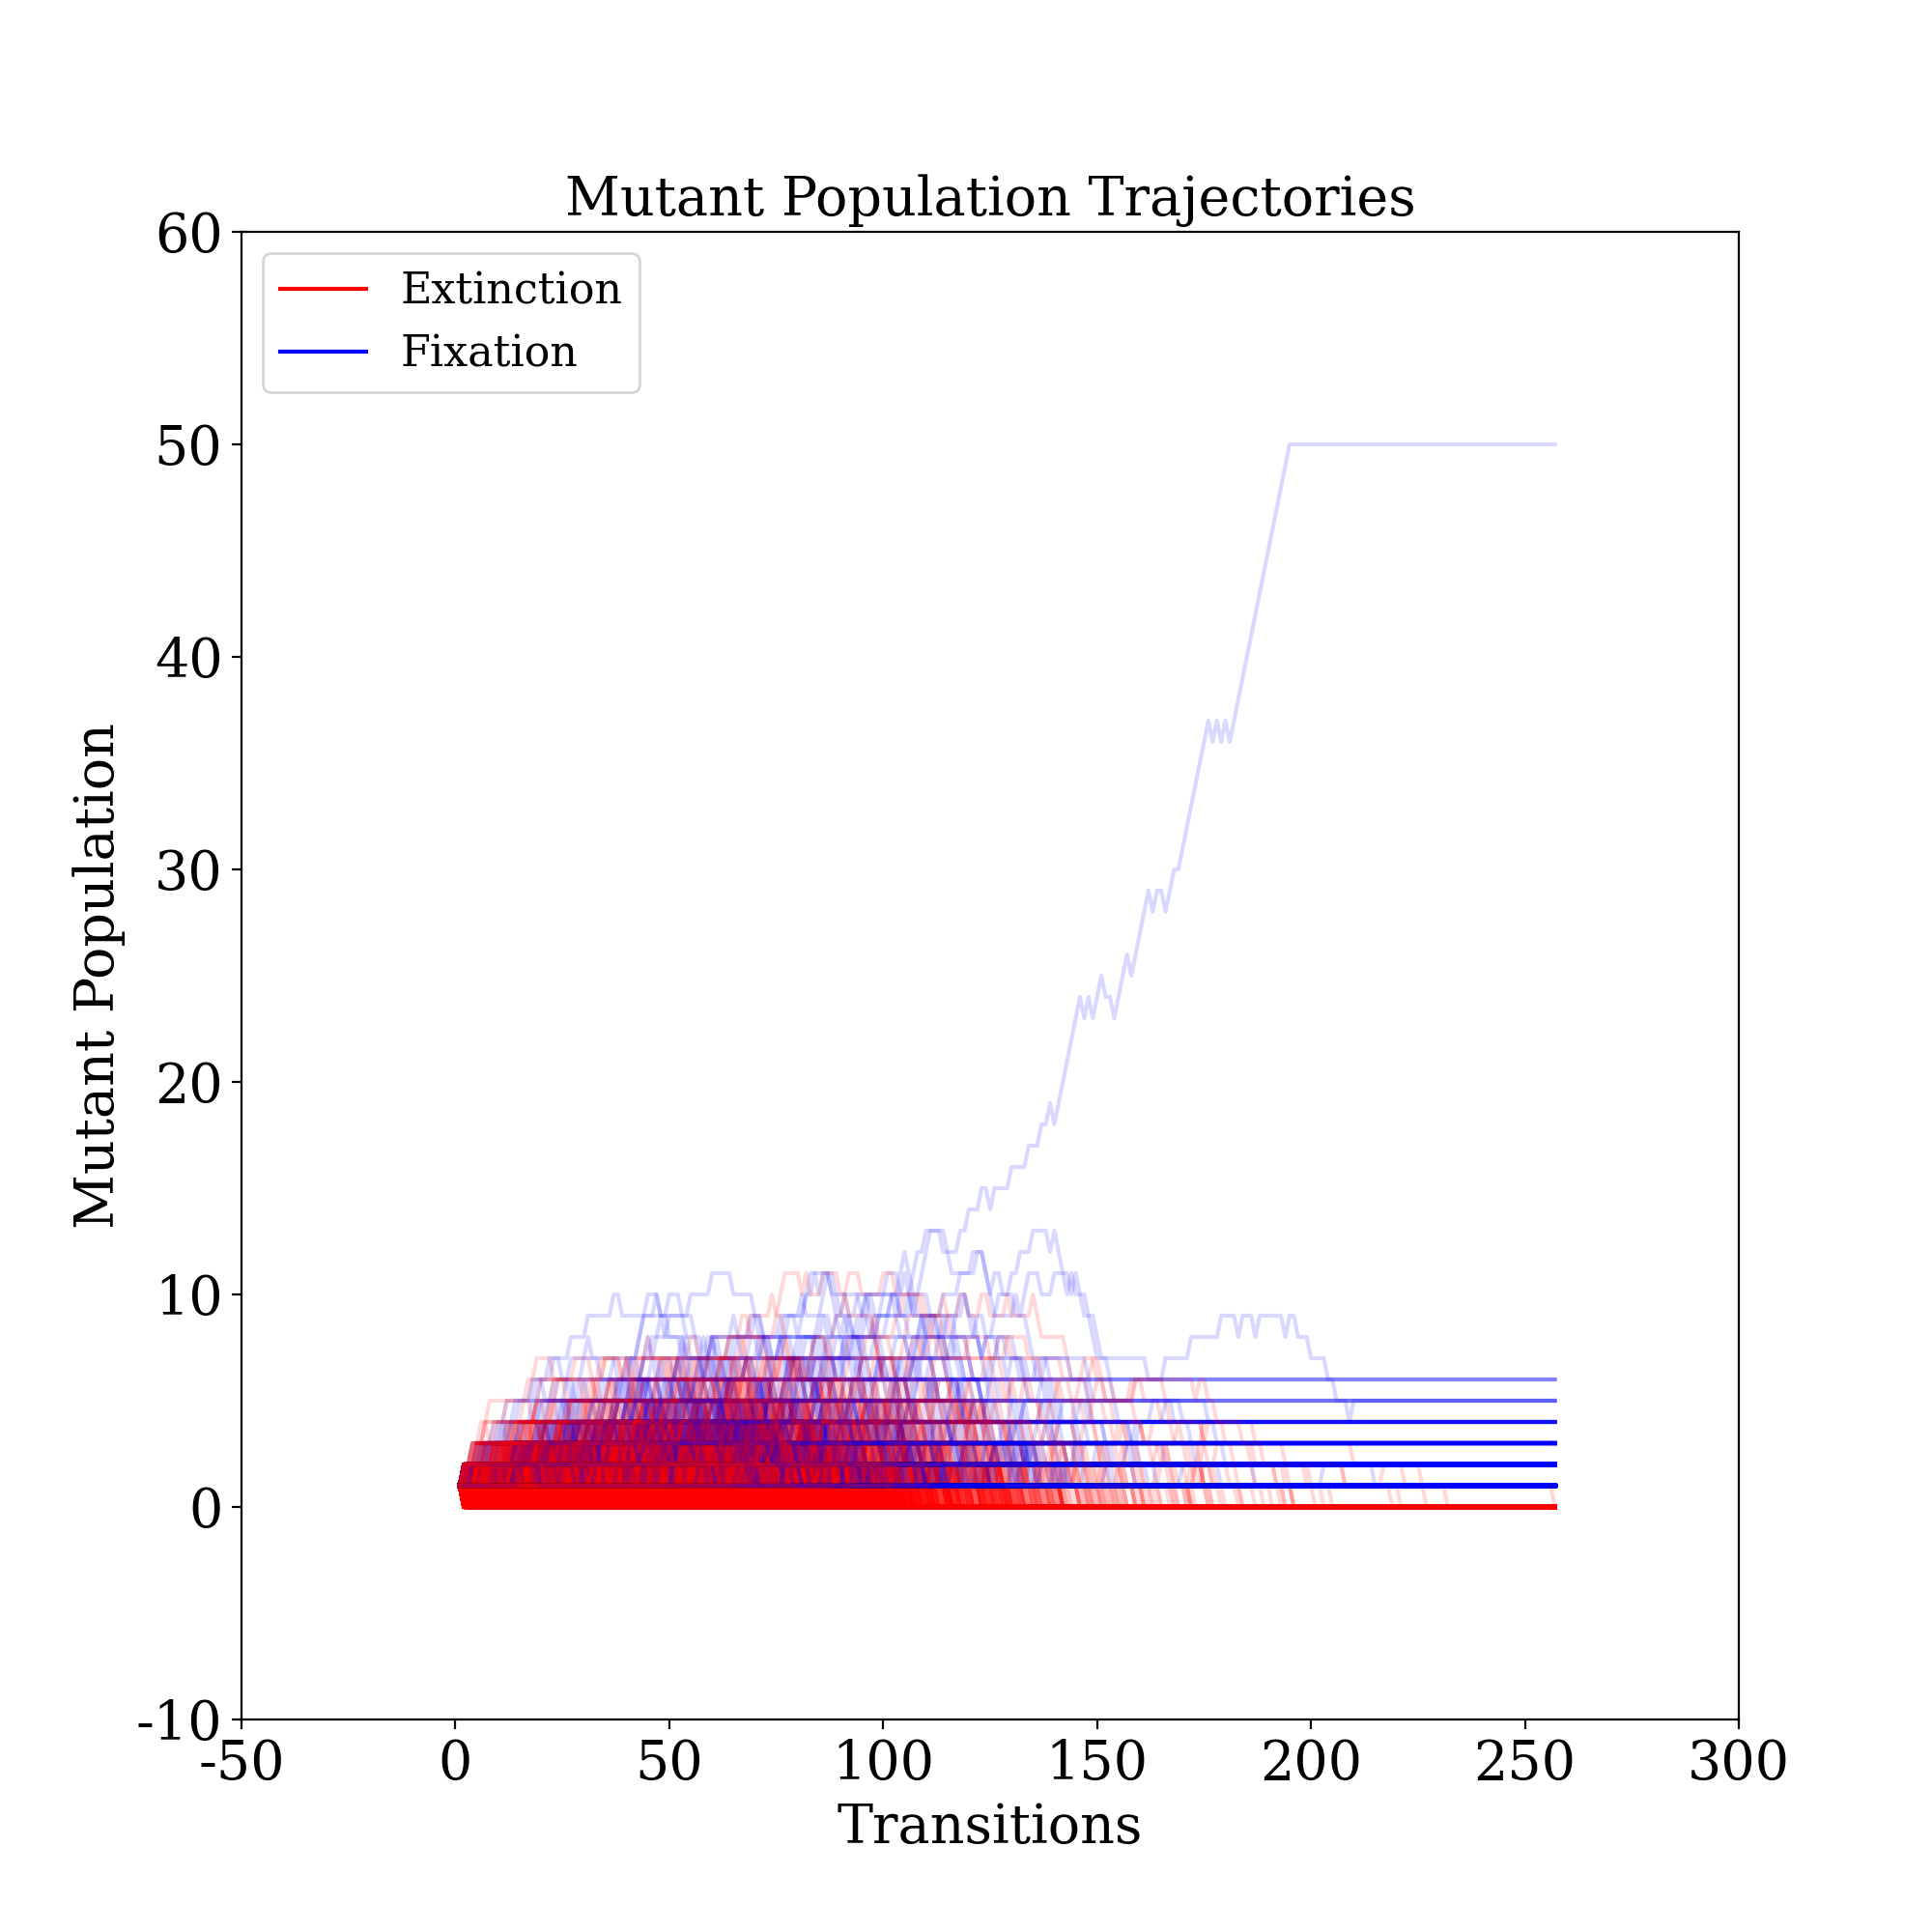 Mutant Population Trajectories
60
Extinction
Fixation
50
40
30
20
10
0
-10
Mutant Population
-50 0 50 100 150 200 250 300
Transitions